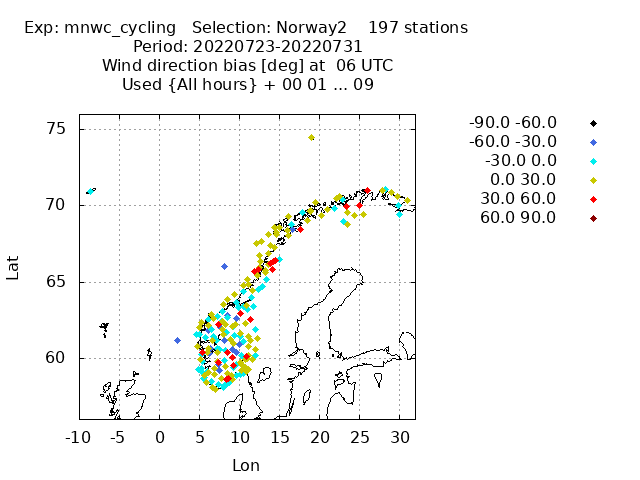 Exp: mnwc_cycling   Selection: Norway2    197 stations
Period: 20220723-20220731
Wind direction bias [deg] at  06 UTC
Used {All hours} + 00 01 ... 09
-90.0 -60.0
-60.0 -30.0
-30.0 0.0
0.0 30.0
30.0 60.0
60.0 90.0
75
70
65
60
Lat
-10 -5 0 5 10 15 20 25 30
Lon